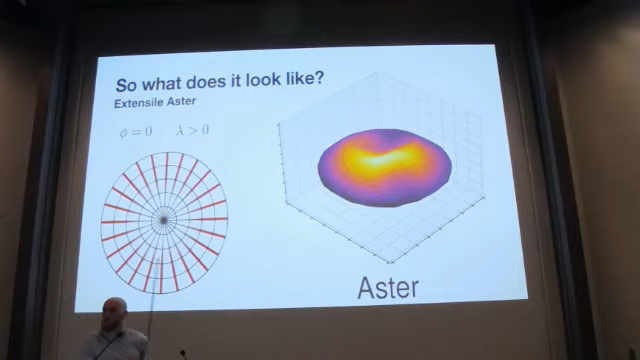 So what does it look like?
Extensile Aster
ϕ = 0 λ > 0
Aster